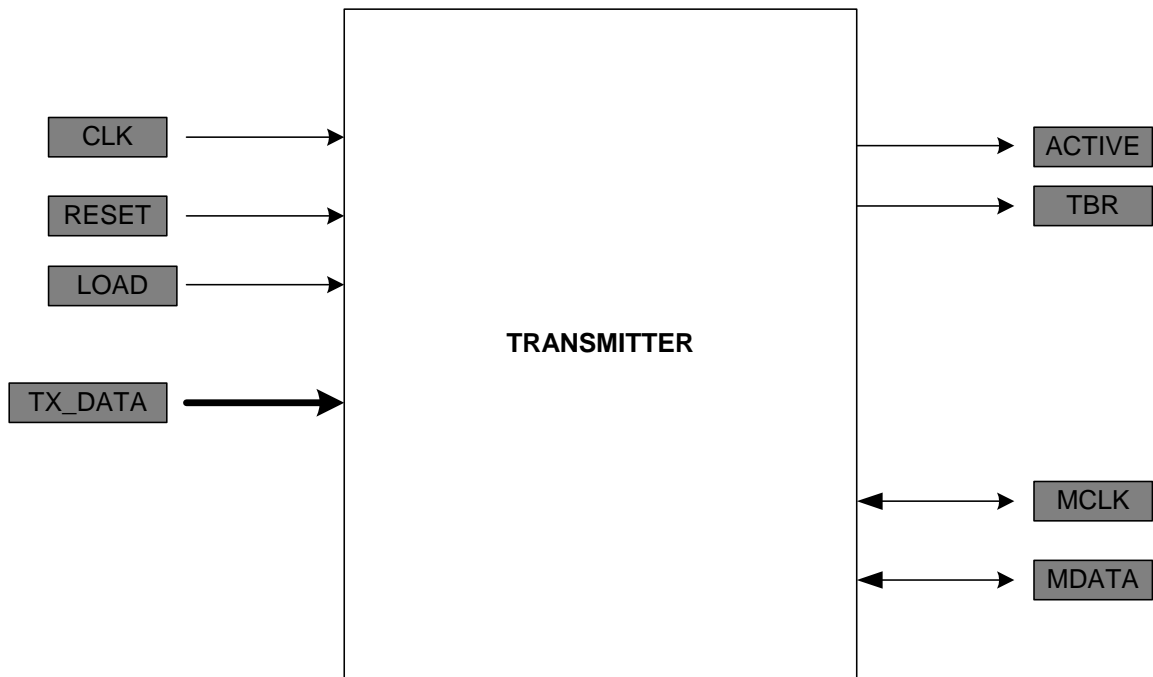 CLK
RESET
LOAD
TX_DATA
TRANSMITTER
ACTIVE
TBR
MCLK
MDATA